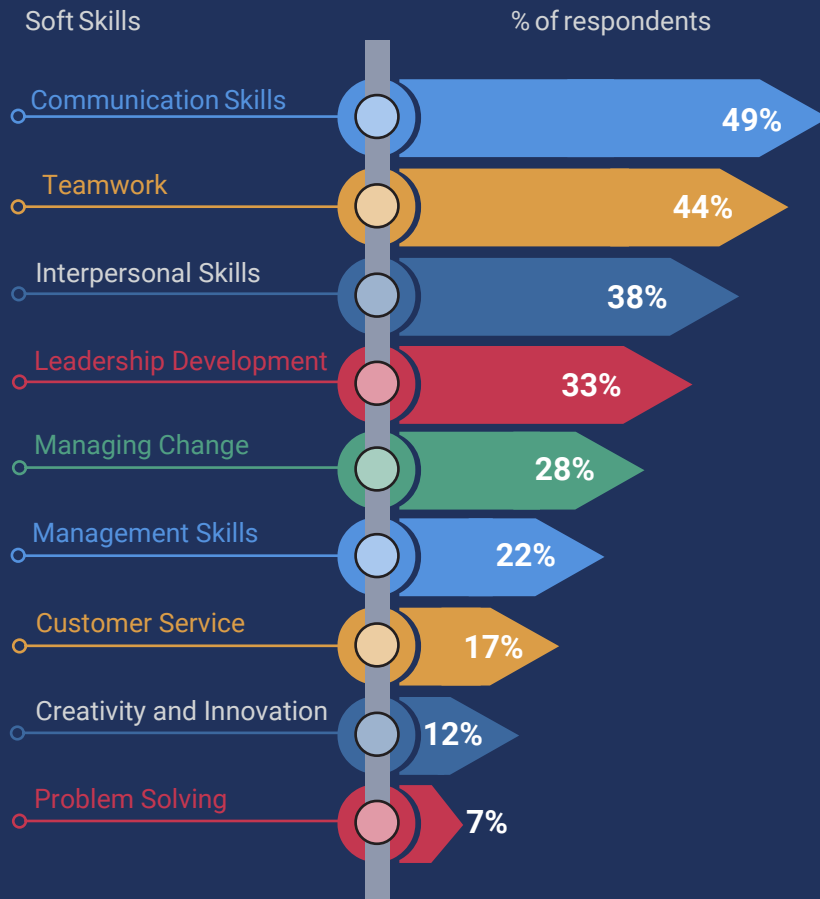 Soft Skills
% of respondents
Communication Skills
49%
Teamwork
44%
Interpersonal Skills
38%
Leadership Development
33%
Managing Change
28%
Management Skills
22%
Customer Service
17%
Creativity and Innovation
12%
Problem Solving
7%